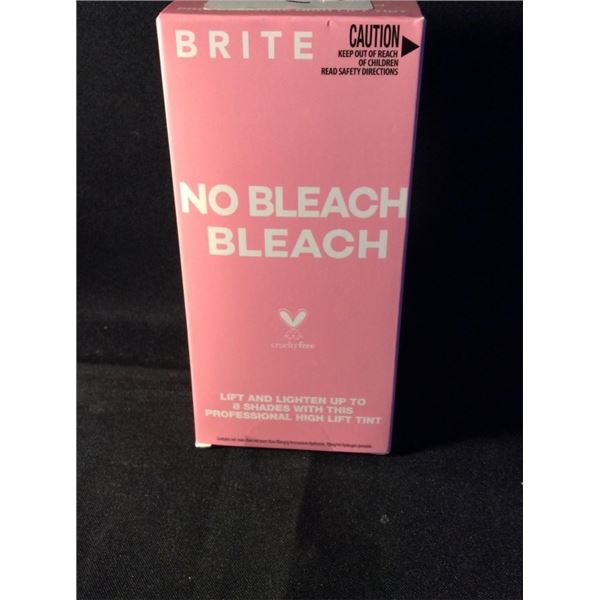 BRITE
CAUTION
KEEP OUT OF REACH
OF CHILDREN
READ SAFETY DIRECTIONS
NO BLEACH
BLEACH
cruelty free
LIFT AND LIGHTEN UP TO
8 SHADES WITH THIS
PROFESSIONAL HIGH LIFT TINT